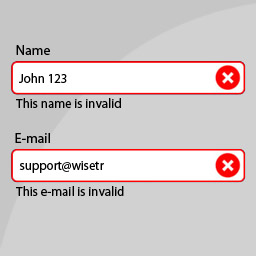 Name
John 123
This name is invalid
E-mail
support@wisetr
This e-mail is invalid